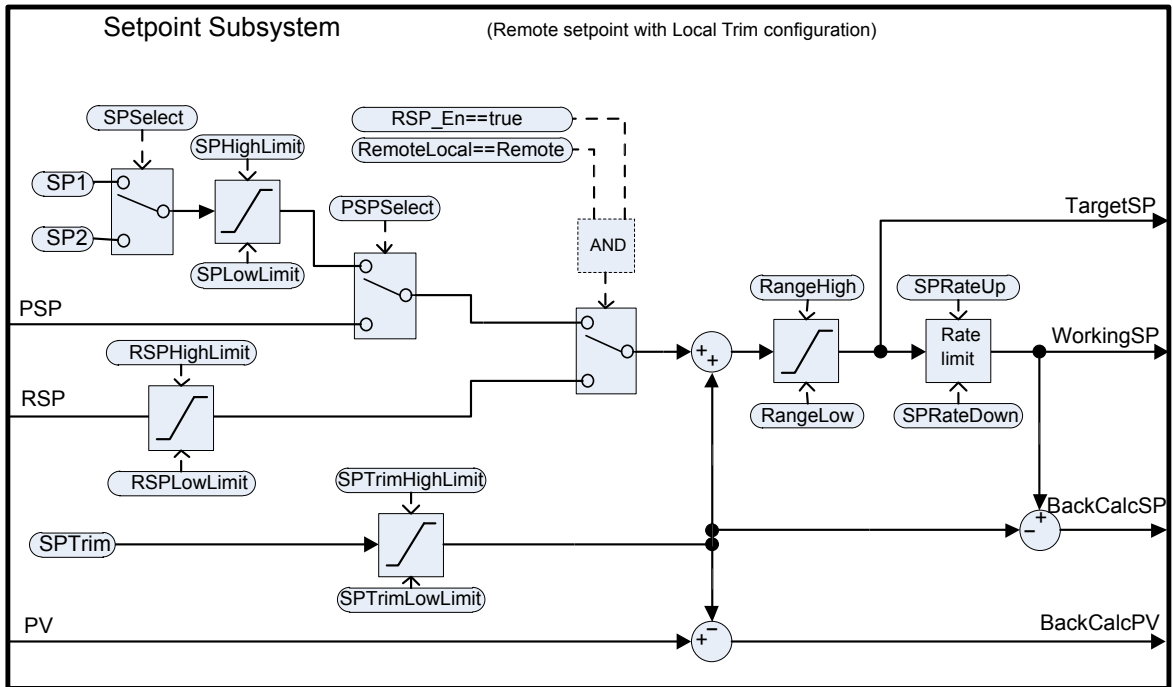 Setpoint Subsystem
(Remote setpoint with Local Trim configuration)
SPSelect
RSP_En==true
SPHighLimit
RemoteLocal==Remote
SP1
PSPSelect
TargetSP
SP2
AND
SPLowLimit
RangeHigh
SPRateUp
PSP
RSPHighLimit
Rate
limit
WorkingSP
+
+
RSP
RangeLow
SPRateDown
RSPLowLimit
SPTrimHighLimit
BackCalcSP
+
−
SPTrim
SPTrimLowLimit
PV
−
+
BackCalcPV